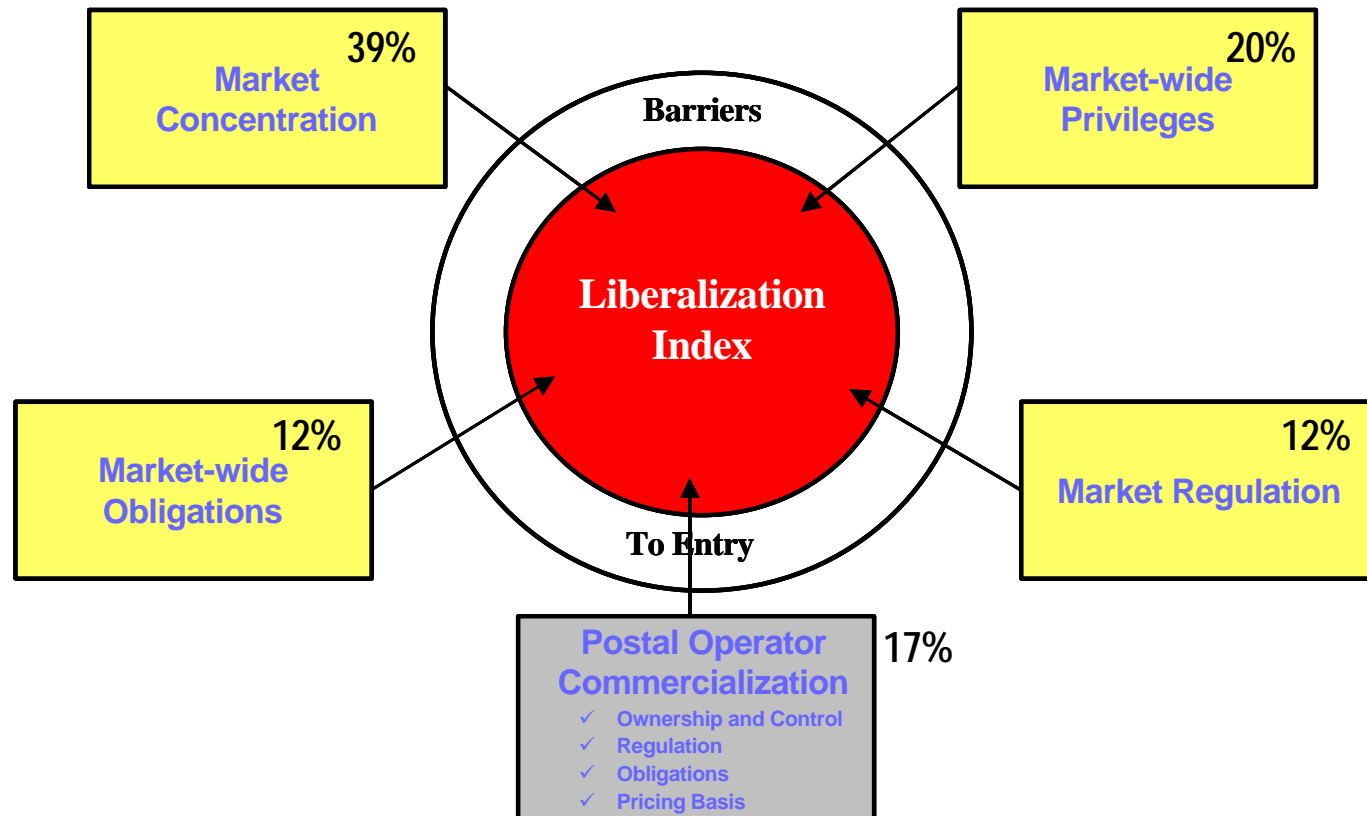 39%
Market
Concentration
20%
Market-wide
Privileges
Barriers
Liberalization
Index
12%
Market-wide
Obligations
12%
Market Regulation
To Entry
Postal Operator
Commercialization
17%
✓ Ownership and Control
✓ Regulation
✓ Obligations
✓ Pricing Basis